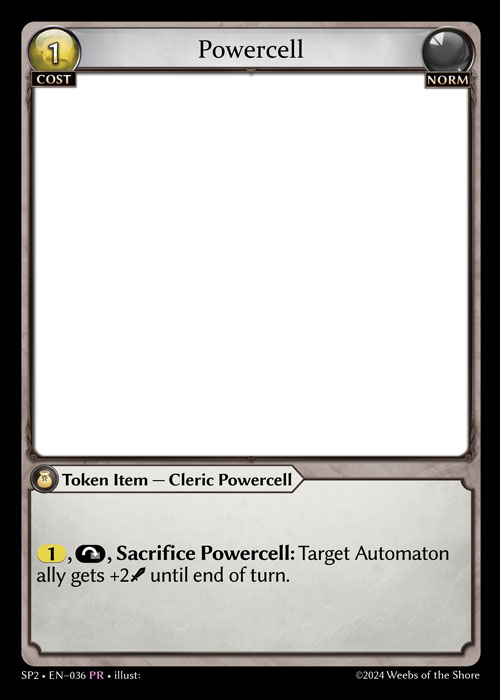 1
Powercell
COST
NORM
Token Item — Cleric Powercell
1, , Sacrifice Powercell: Target Automaton
ally gets +2 until end of turn.
SP2 • EN–036 PR • illust:
©2024 Weebs of the Shore